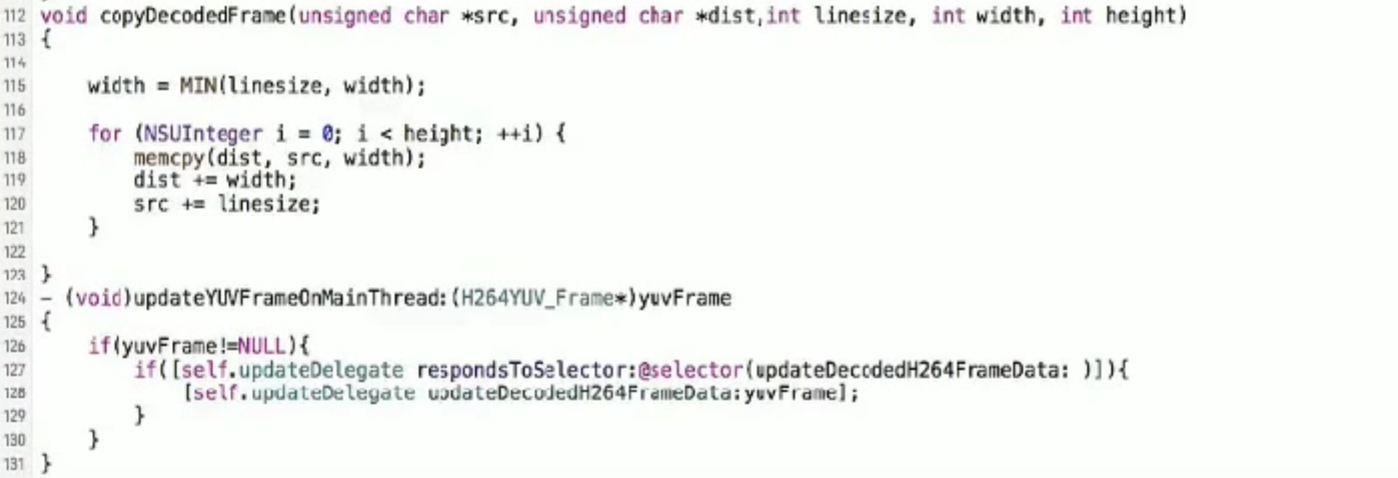 112 void copyDecodedFrame(unsigned char *src, unsigned char *dist,int linesize, int width, int height)
113 {
114
115     width = MIN(linesize, width);
116
117     for (NSUInteger i = 0; i < height; ++i) {
118         memcpy(dist, src, width);
119         dist += width;
120         src += linesize;
121     }
122
123 }
124 - (void)updateYUVFrameOnMainThread:(H264YUV_Frame*)yuvFrame
125 {
126     if(yuvFrame!=NULL){
127         if([self.updateDelegate respondsToSelector:@selector(updateDecodedH264FrameData: )]){
128             [self.updateDelegate updateDecodedH264FrameData:yuvFrame];
129         }
130     }
131 }